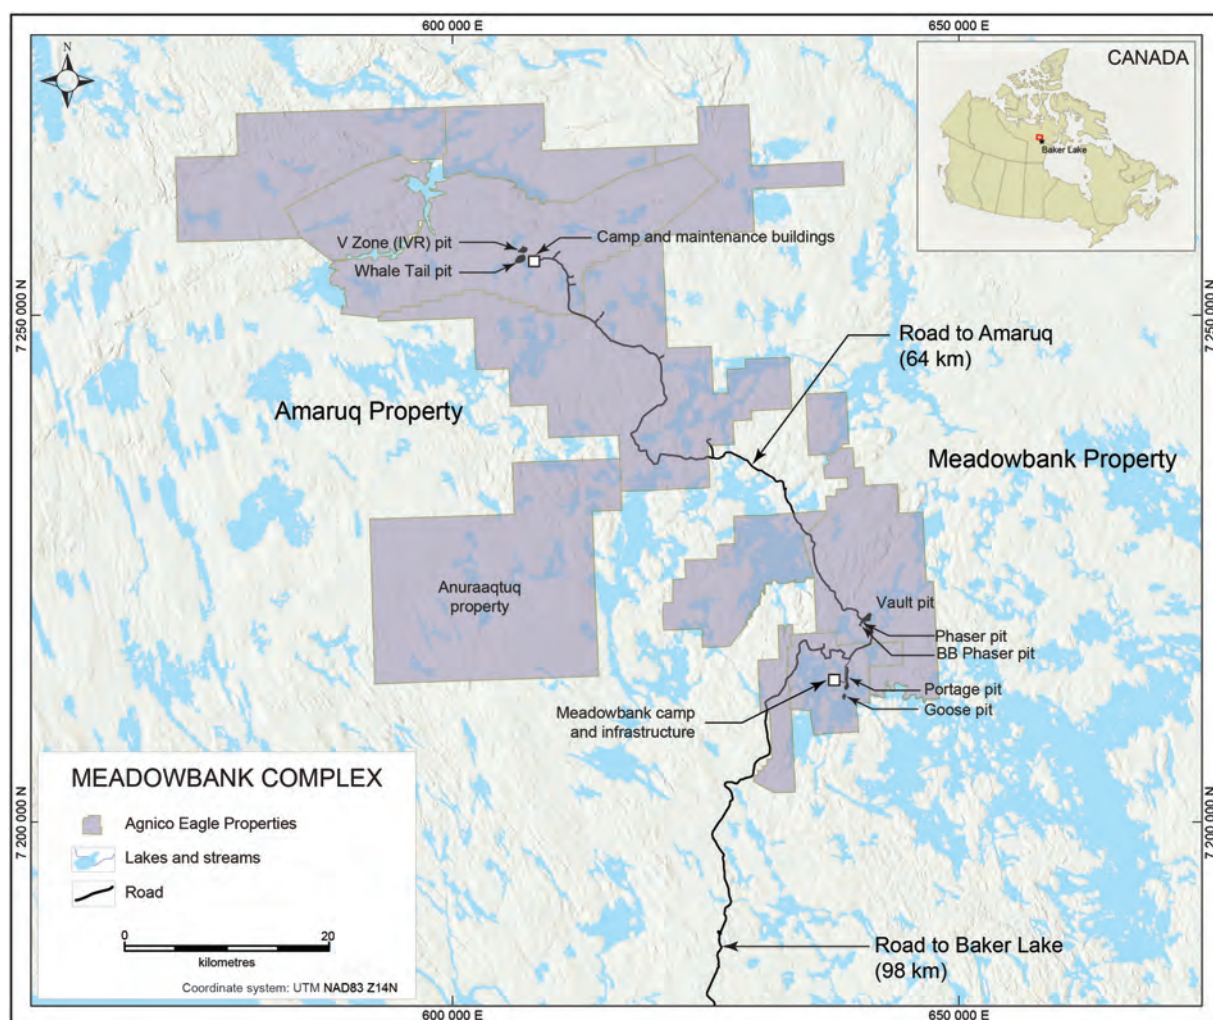 600 000 E
650 000 E
N
CANADA
Baker Lake
V Zone (IVR) pit
Camp and maintenance buildings
Whale Tail pit
7 250 000 N
7 250 000 N
Road to Amaruq
(64 km)
Amaruq Property
Meadowbank Property
Anuraaqtuq
property
Vault pit
Phaser pit
BB Phaser pit
Portage pit
Goose pit
Meadowbank camp
and infrastructure
MEADOWBANK COMPLEX
Agnico Eagle Properties
Lakes and streams
Road
0
20
kilometres
Coordinate system: UTM NAD83 Z14N
7 200 000 N
7 200 000 N
Road to Baker Lake
(98 km)
600 000 E
650 000 E